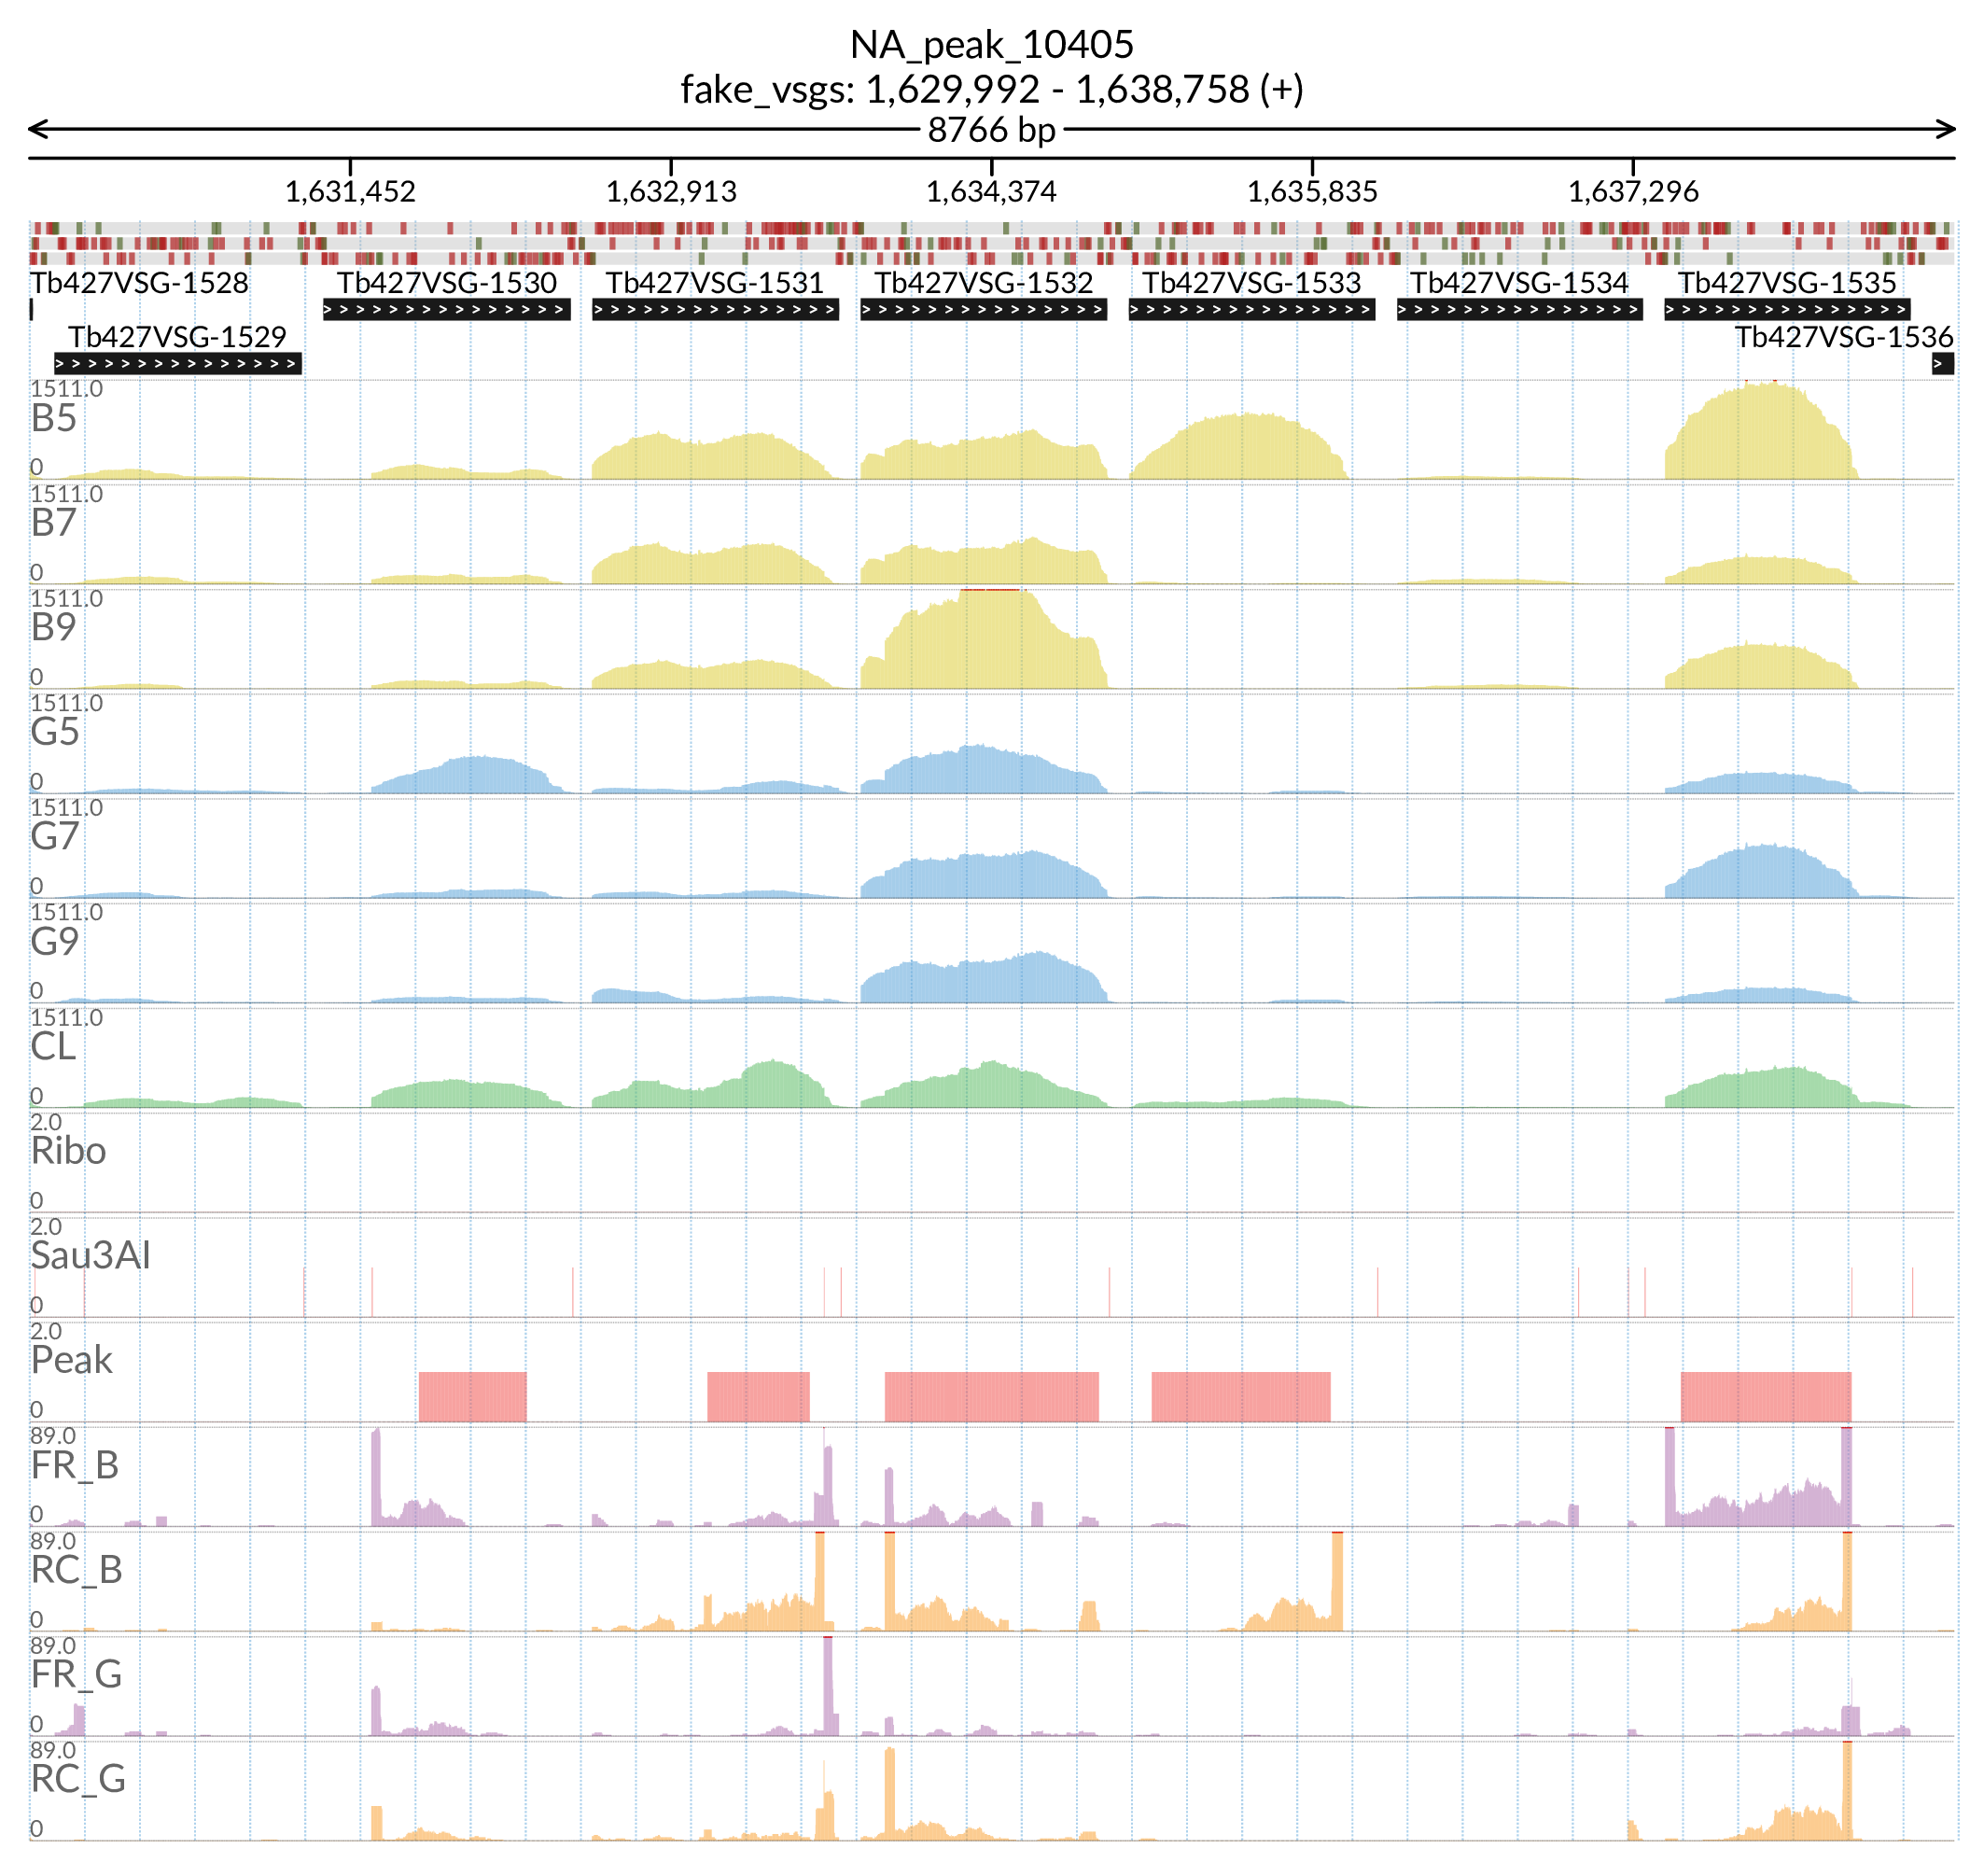 NA_peak_10405
fake_vsgs: 1,629,992 - 1,638,758 (+)
8766 bp
1,631,452 1,632,913 1,634,374 1,635,835 1,637,296
Tb427VSG-1528 Tb427VSG-1530 Tb427VSG-1531 Tb427VSG-1532 Tb427VSG-1533 Tb427VSG-1534 Tb427VSG-1535
Tb427VSG-1529 Tb427VSG-1536
1511.0
B5
0
1511.0
B7
0
1511.0
B9
0
1511.0
G5
0
1511.0
G7
0
1511.0
G9
0
1511.0
CL
0
2.0
Ribo
0
2.0
Sau3AI
0
2.0
Peak
0
89.0
FR_B
0
89.0
RC_B
0
89.0
FR_G
0
89.0
RC_G
0